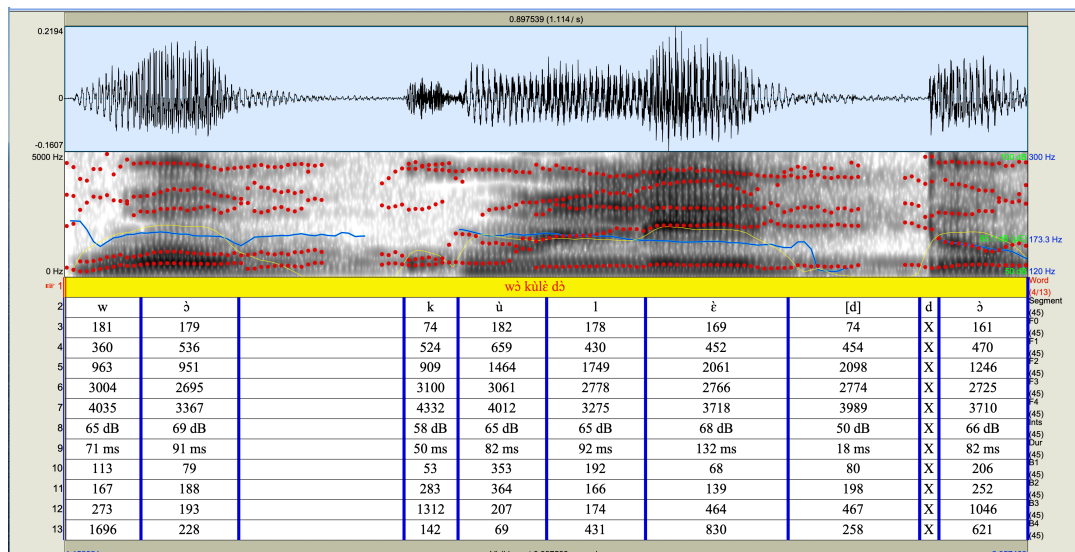 0.897539 (1.114 / s)
0.2194
0
-0.1607
5000 Hz
300 Hz
173.3 Hz
0 Hz
120 Hz
1 wɔ̀ kùlɛ̀ dɔ̀ Word (4/13)
2 w ɔ̀ k ù l ɛ̀ [d] d ɔ̀ Segment (45)
3 181 179 74 182 178 169 74 X 161 F0 (45)
4 360 536 524 659 430 452 454 X 470 F1 (45)
5 963 951 909 1464 1749 2061 2098 X 1246 F2 (45)
6 3004 2695 3100 3061 2778 2766 2774 X 2725 F3 (45)
7 4035 3367 4332 4012 3275 3718 3989 X 3710 F4 (45)
8 65 dB 69 dB 58 dB 65 dB 65 dB 68 dB 50 dB X 66 dB Ints (45)
9 71 ms 91 ms 50 ms 82 ms 92 ms 132 ms 18 ms X 82 ms Dur (45)
10 113 79 53 353 192 68 80 X 206 B1 (45)
11 167 188 283 364 166 139 198 X 252 B2 (45)
12 273 193 1312 207 174 464 467 X 1046 B3 (45)
13 1696 228 142 69 431 830 258 X 621 B4 (45)